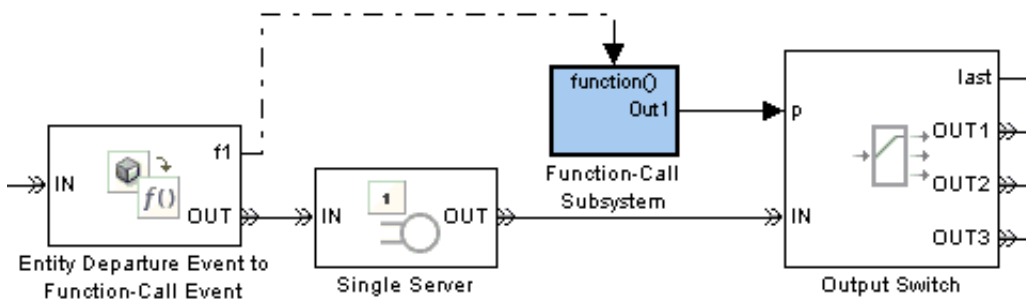 function()
Out1
last
f1
p
OUT1
IN
f()
1
OUT2
OUT
IN
OUT
IN
OUT3
Function-Call
Subsystem
Entity Departure Event to
Function-Call Event
Single Server
Output Switch